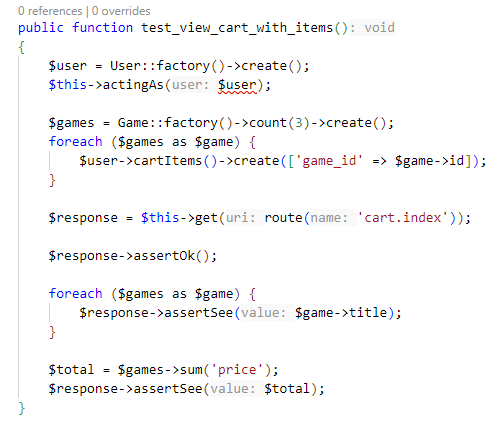 0 references | 0 overrides
public function test_view_cart_with_items(): void
{
    $user = User::factory()->create();
    $this->actingAs(user: $user);

    $games = Game::factory()->count(3)->create();
    foreach ($games as $game) {
        $user->cartItems()->create(['game_id' => $game->id]);
    }

    $response = $this->get(uri: route(name: 'cart.index'));

    $response->assertOk();

    foreach ($games as $game) {
        $response->assertSee(value: $game->title);
    }

    $total = $games->sum('price');
    $response->assertSee(value: $total);
}